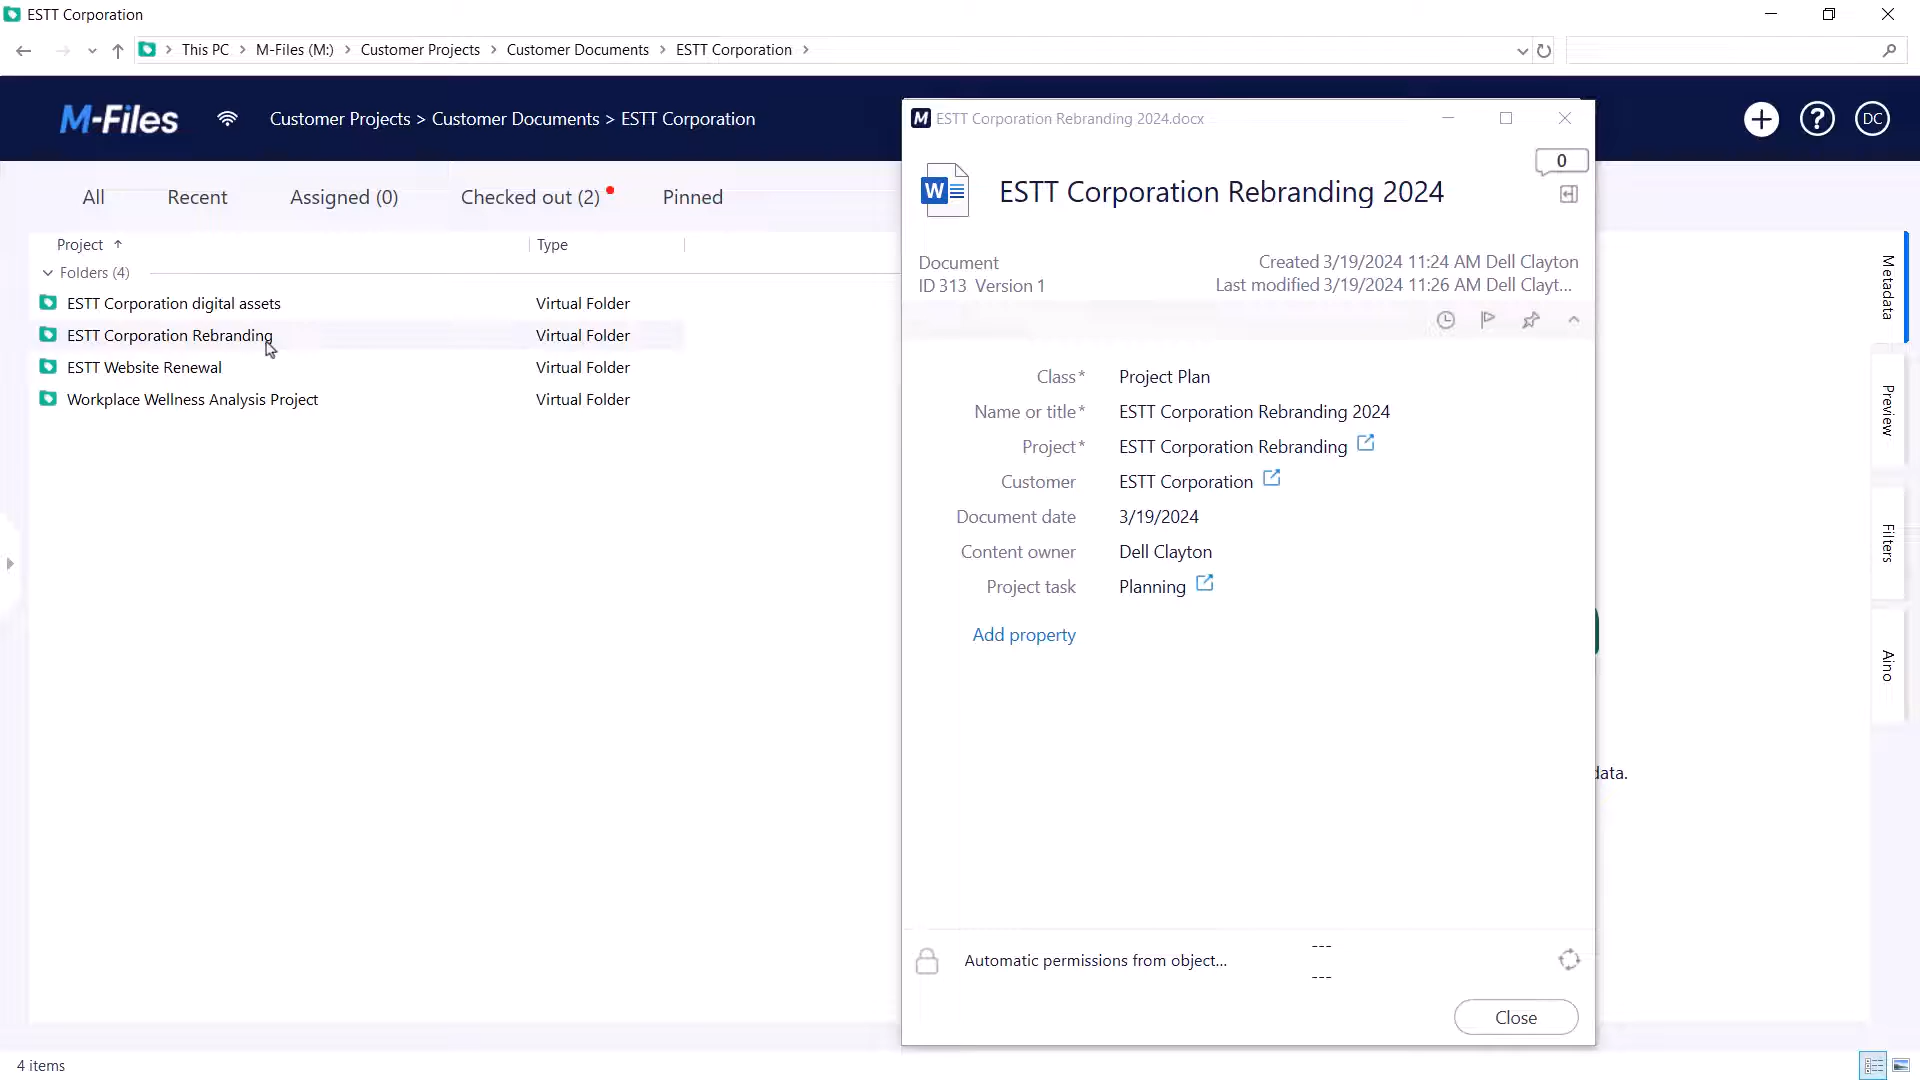 ESTT Corporation
This PC > M-Files (M:) > Customer Projects > Customer Documents > ESTT Corporation >
M-Files
Customer Projects > Customer Documents > ESTT Corporation
DC
All
Recent
Assigned (0)
Checked out (2)
Pinned
Project
Type
Folders (4)
ESTT Corporation digital assets Virtual Folder
ESTT Corporation Rebranding Virtual Folder
ESTT Website Renewal Virtual Folder
Workplace Wellness Analysis Project Virtual Folder
M ESTT Corporation Rebranding 2024.docx
0
W
ESTT Corporation Rebranding 2024
Document
ID 313 Version 1
Created 3/19/2024 11:24 AM Dell Clayton
Last modified 3/19/2024 11:26 AM Dell Clayt...
Class* Project Plan
Name or title* ESTT Corporation Rebranding 2024
Project* ESTT Corporation Rebranding
Customer ESTT Corporation
Document date 3/19/2024
Content owner Dell Clayton
Project task Planning
Add property
Automatic permissions from object...
---
---
Close
Metadata
Preview
Filters
Aino
data.
4 items